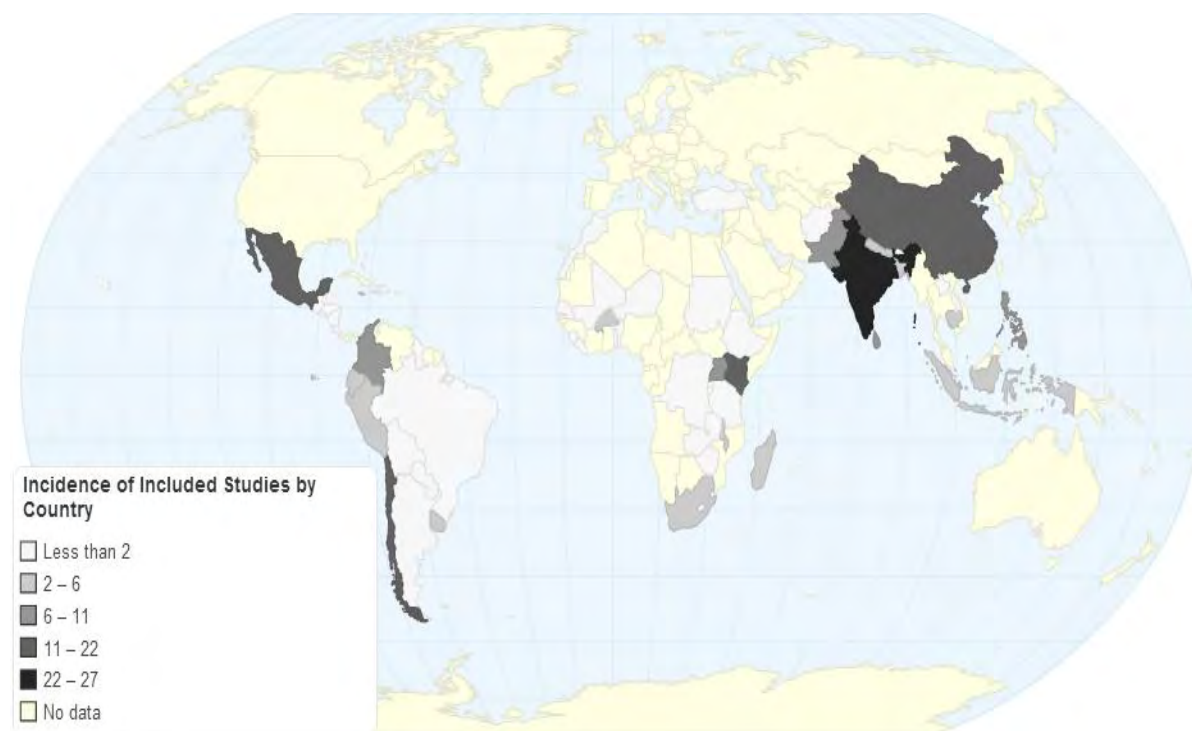 Incidence of Included Studies by
Country
Less than 2
2 – 6
6 – 11
11 – 22
22 – 27
No data